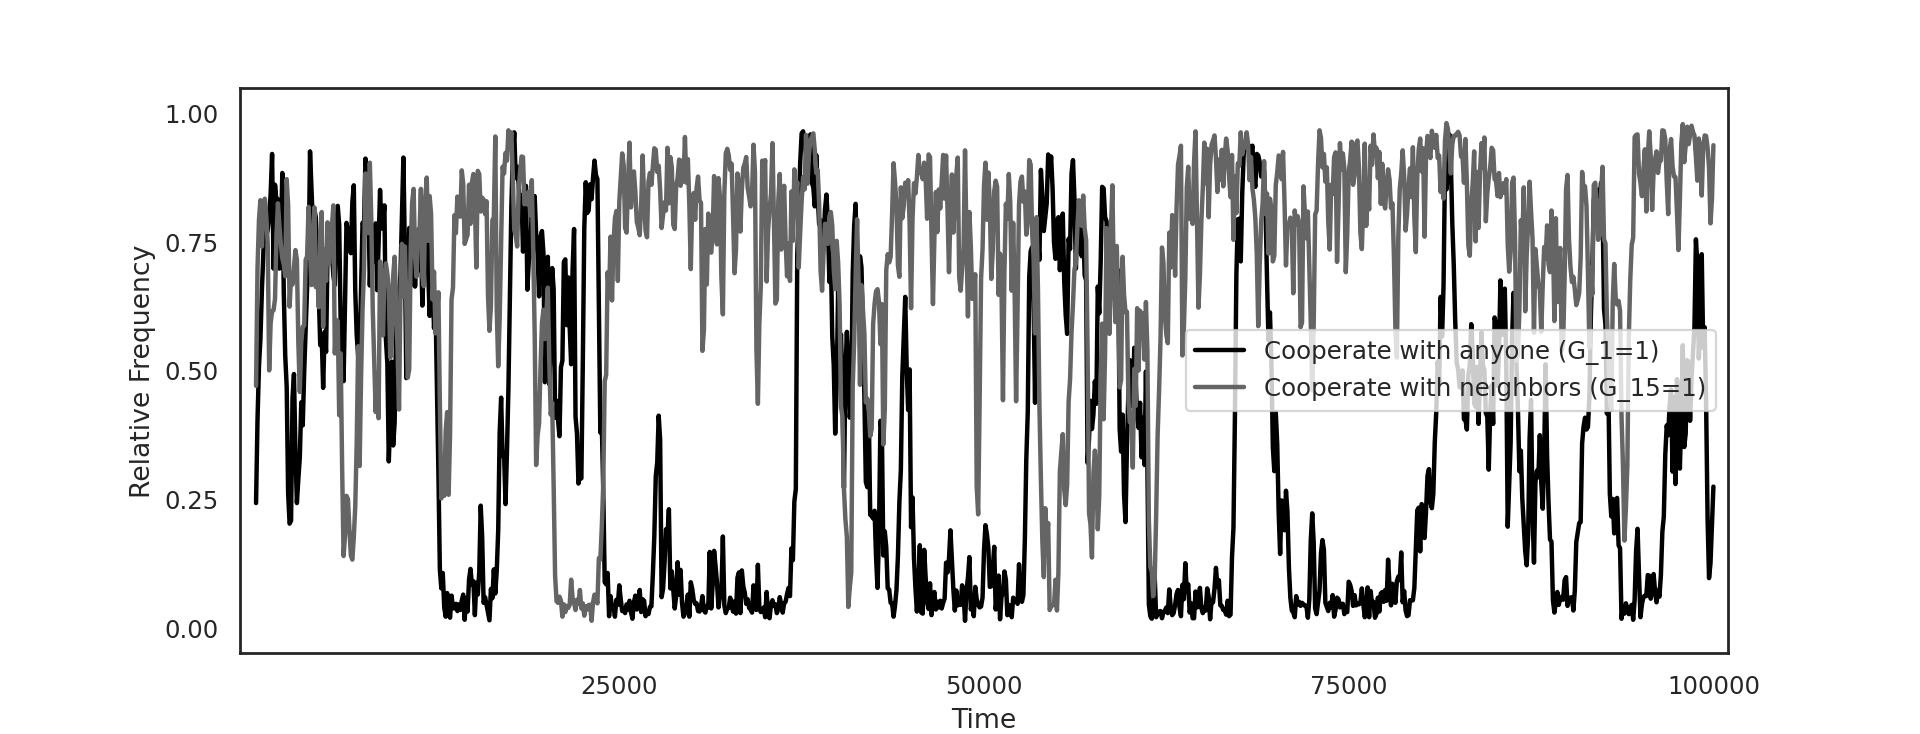 1.00
0.75
0.50
0.25
0.00
Relative Frequency
Cooperate with anyone (G_1=1)
Cooperate with neighbors (G_15=1)
25000
50000
75000
100000
Time